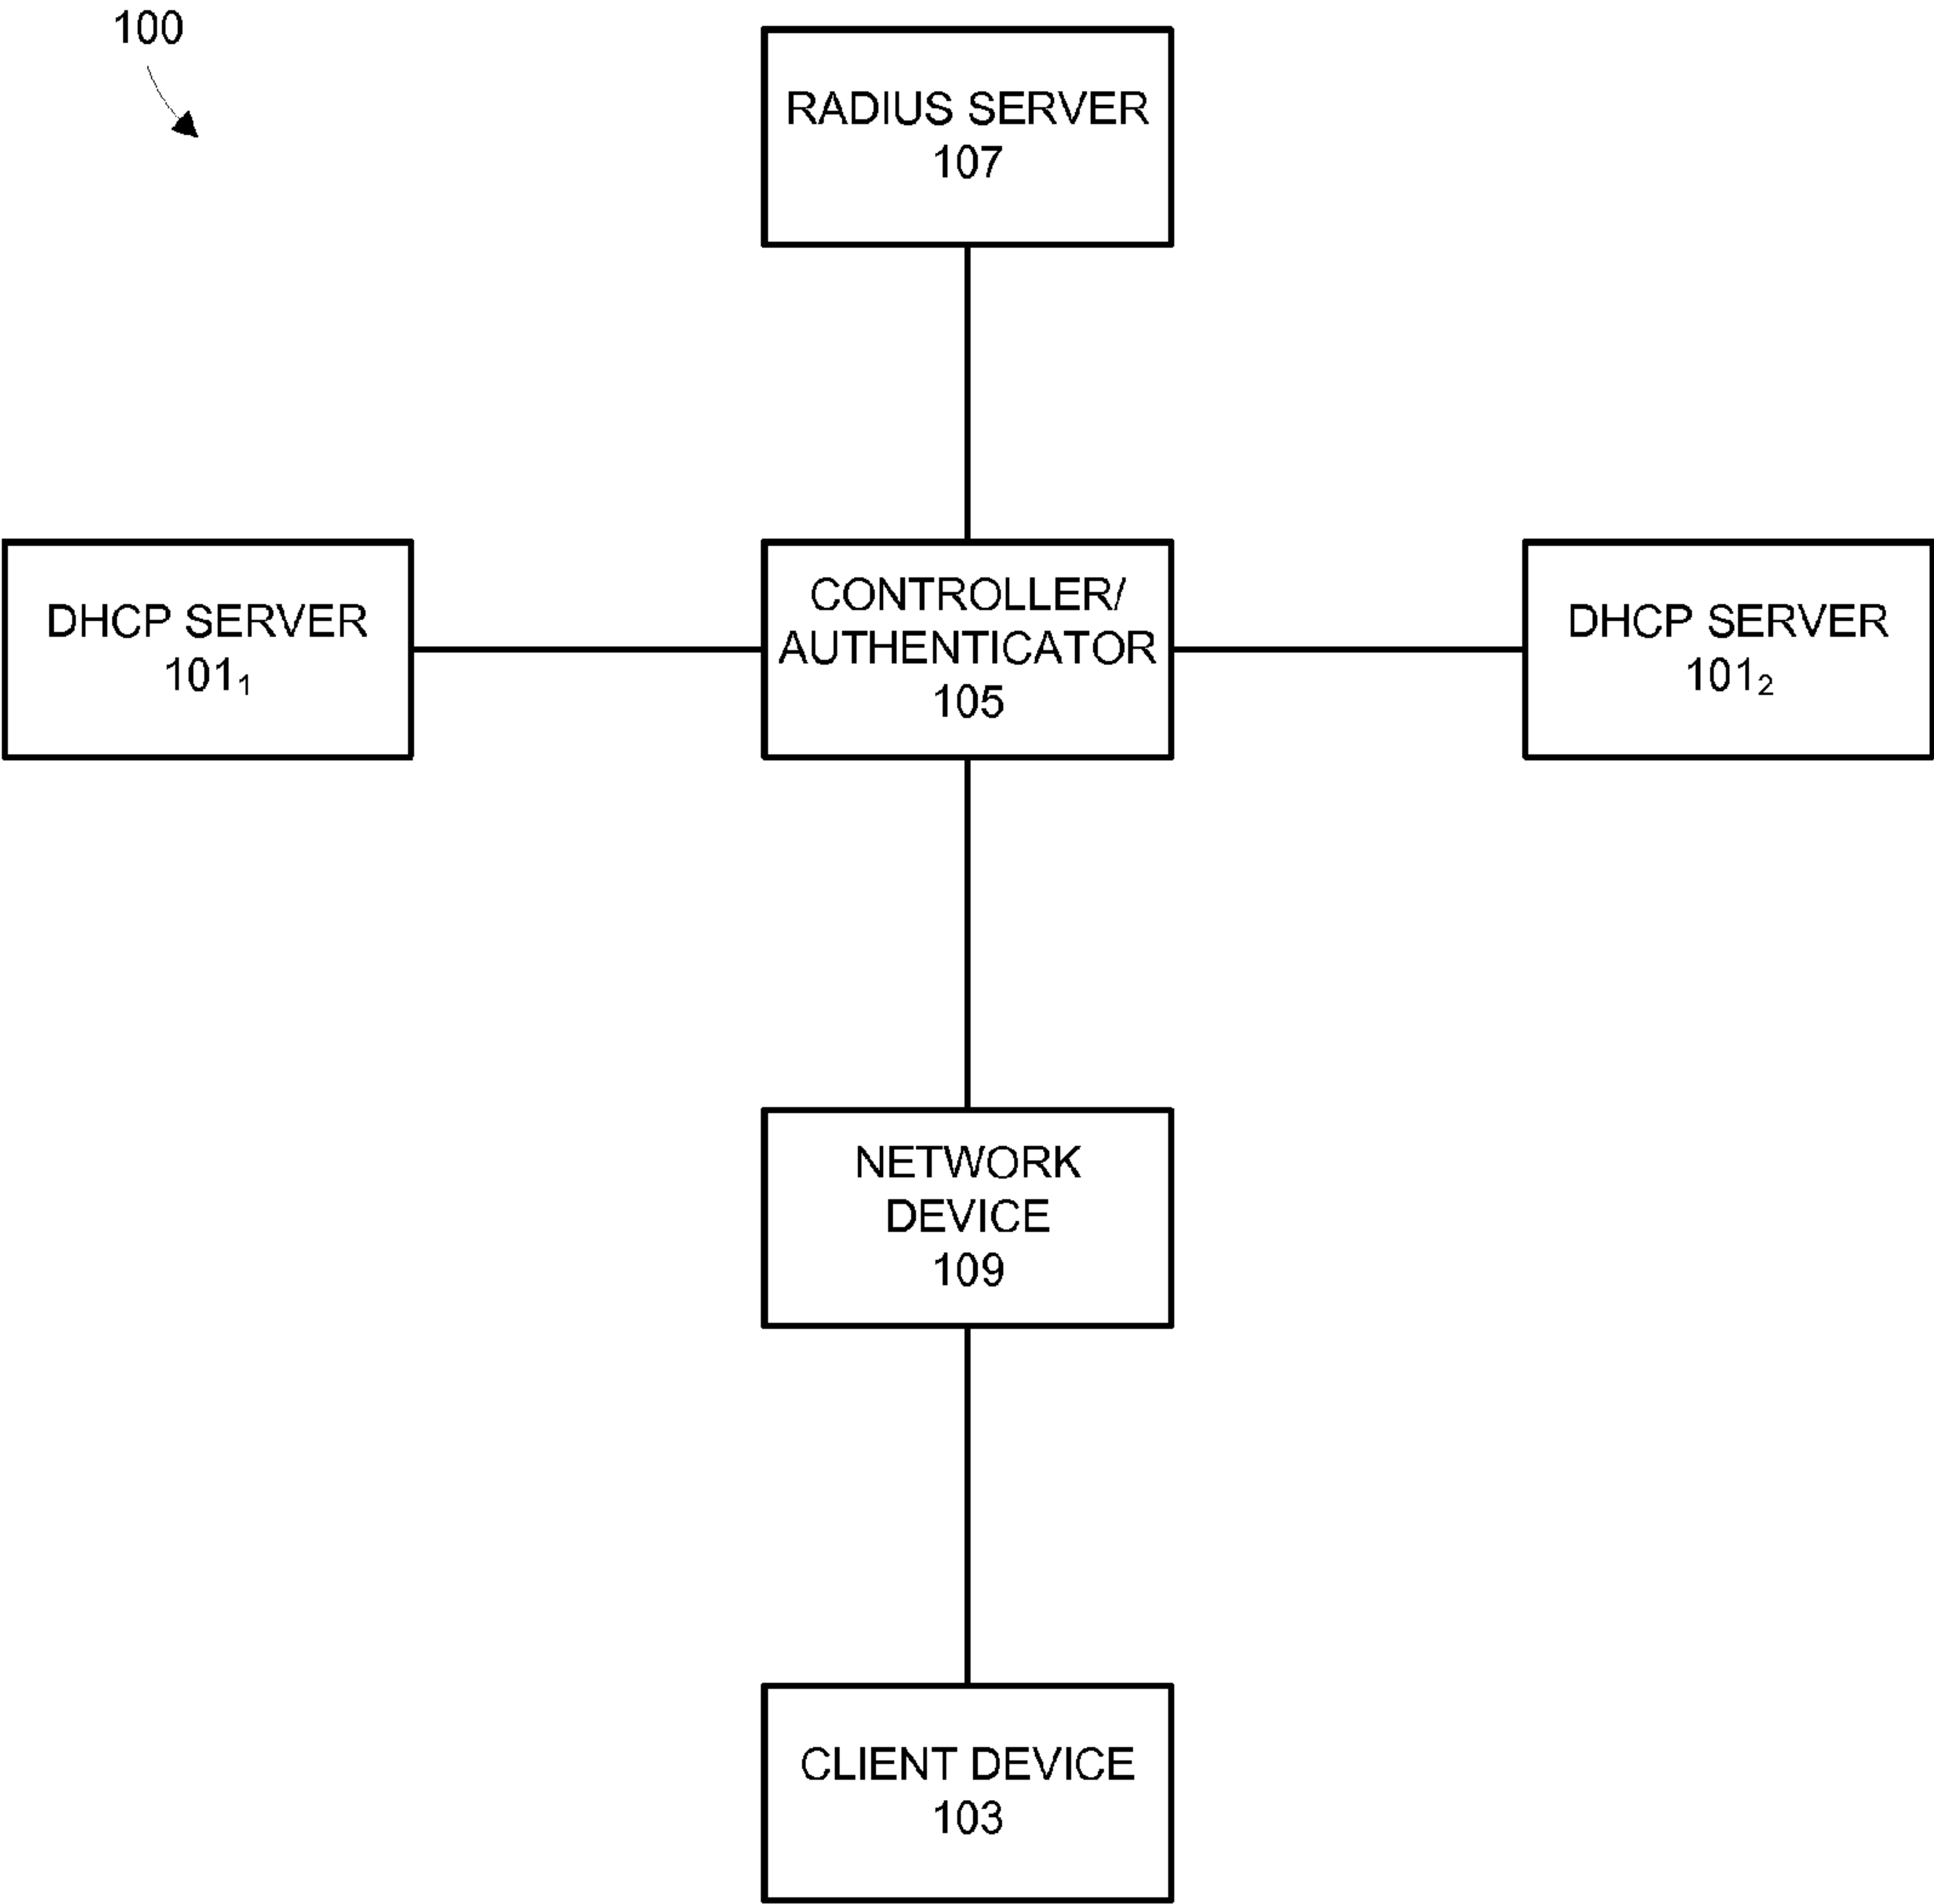 100
RADIUS SERVER
107
DHCP SERVER
101₁
CONTROLLER/
AUTHENTICATOR
105
DHCP SERVER
101₂
NETWORK
DEVICE
109
CLIENT DEVICE
103